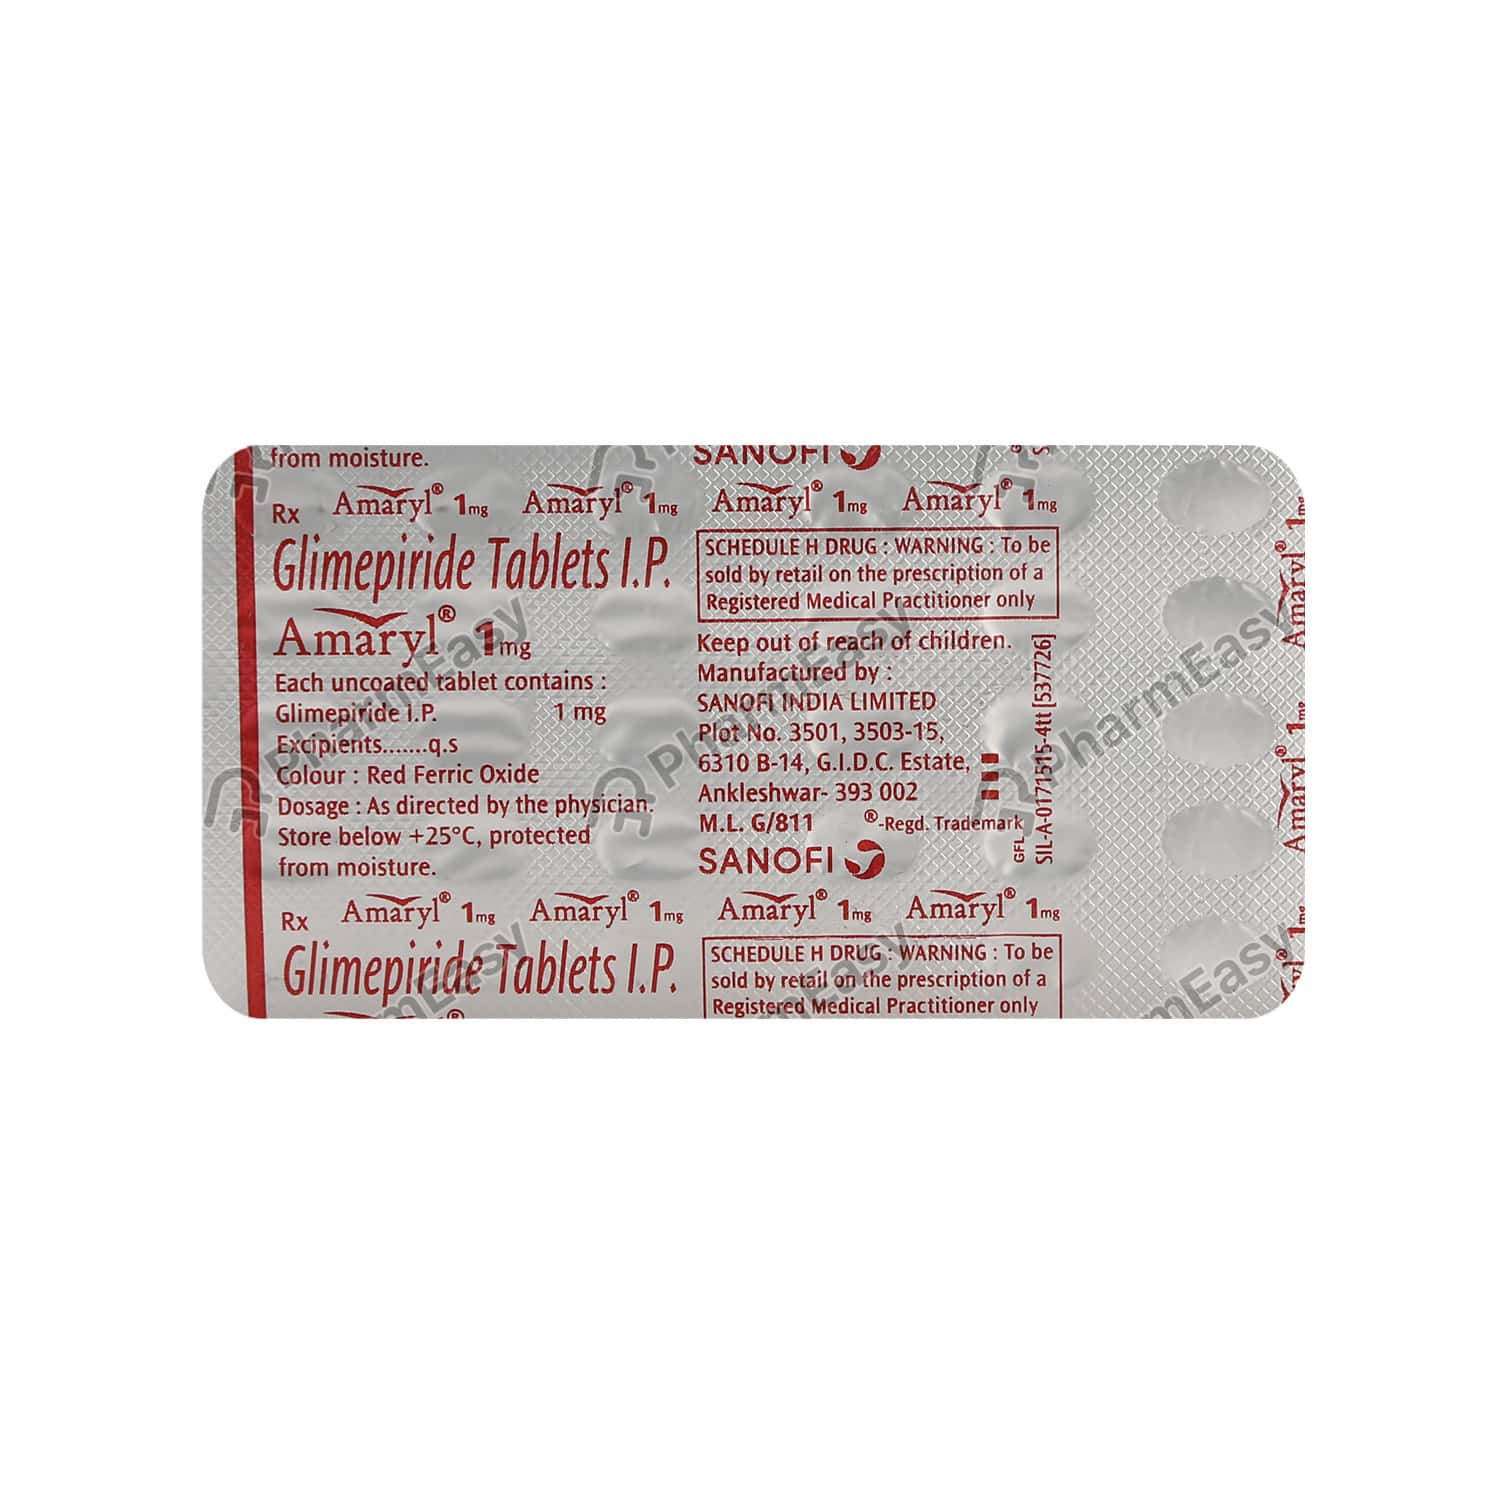 from moisture.
SANOFI
Rx Amaryl® 1mg Amaryl® 1mg Amaryl® 1mg Amaryl® 1mg
Glimepiride Tablets I.P.
Amaryl® 1mg
Each uncoated tablet contains :
Glimepiride I.P. 1 mg
Excipients.......q.s
Colour : Red Ferric Oxide
Dosage : As directed by the physician.
Store below +25°C, protected
from moisture.
SCHEDULE H DRUG : WARNING : To be
sold by retail on the prescription of a
Registered Medical Practitioner only
Keep out of reach of children.
Manufactured by :
SANOFI INDIA LIMITED
Plot No. 3501, 3503-15,
6310 B-14, G.I.D.C. Estate,
Ankleshwar- 393 002
M.L. G/811 ®-Regd. Trademark
SANOFI
GFL
SIL-A-0171515-4tt [537726]
Rx Amaryl® 1mg Amaryl® 1mg Amaryl® 1mg Amaryl® 1mg
Glimepiride Tablets I.P.
SCHEDULE H DRUG : WARNING : To be
sold by retail on the prescription of a
Registered Medical Practitioner only
Amaryl® 1mg
Amaryl® 1mg
PharmEasy
PharmEasy
PharmEasy
PharmEasy
PharmEasy